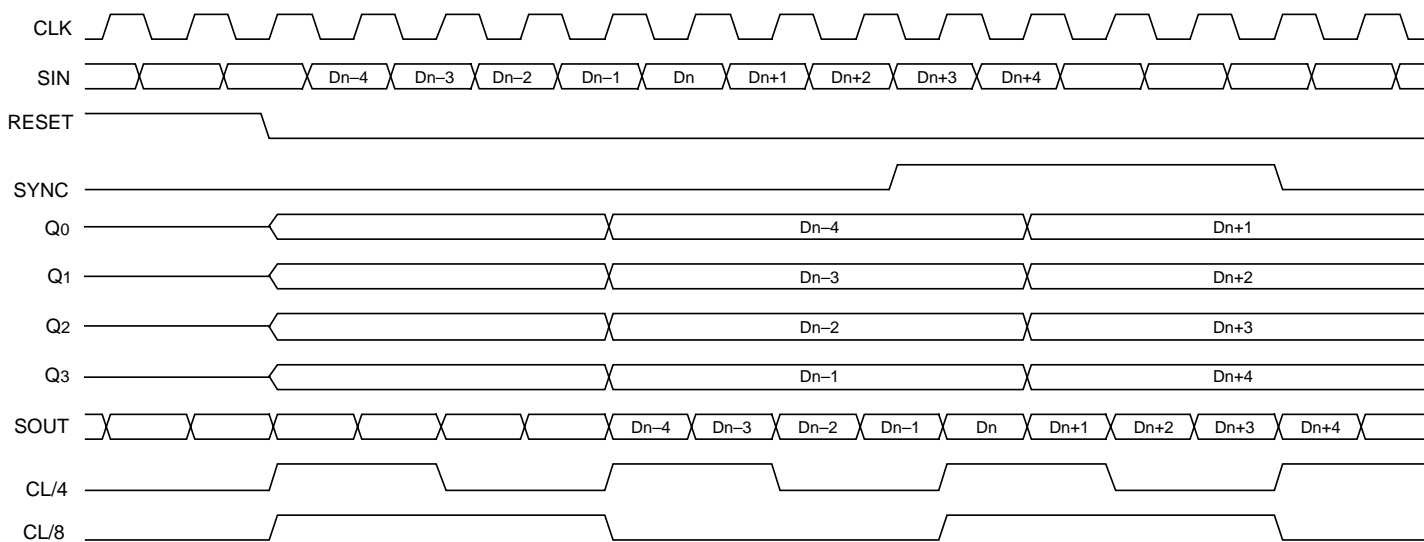 CLK
SIN Dn–4 Dn–3 Dn–2 Dn–1 Dn Dn+1 Dn+2 Dn+3 Dn+4
RESET
SYNC
Q0 Dn–4 Dn+1
Q1 Dn–3 Dn+2
Q2 Dn–2 Dn+3
Q3 Dn–1 Dn+4
SOUT Dn–4 Dn–3 Dn–2 Dn–1 Dn Dn+1 Dn+2 Dn+3 Dn+4
CL/4
CL/8